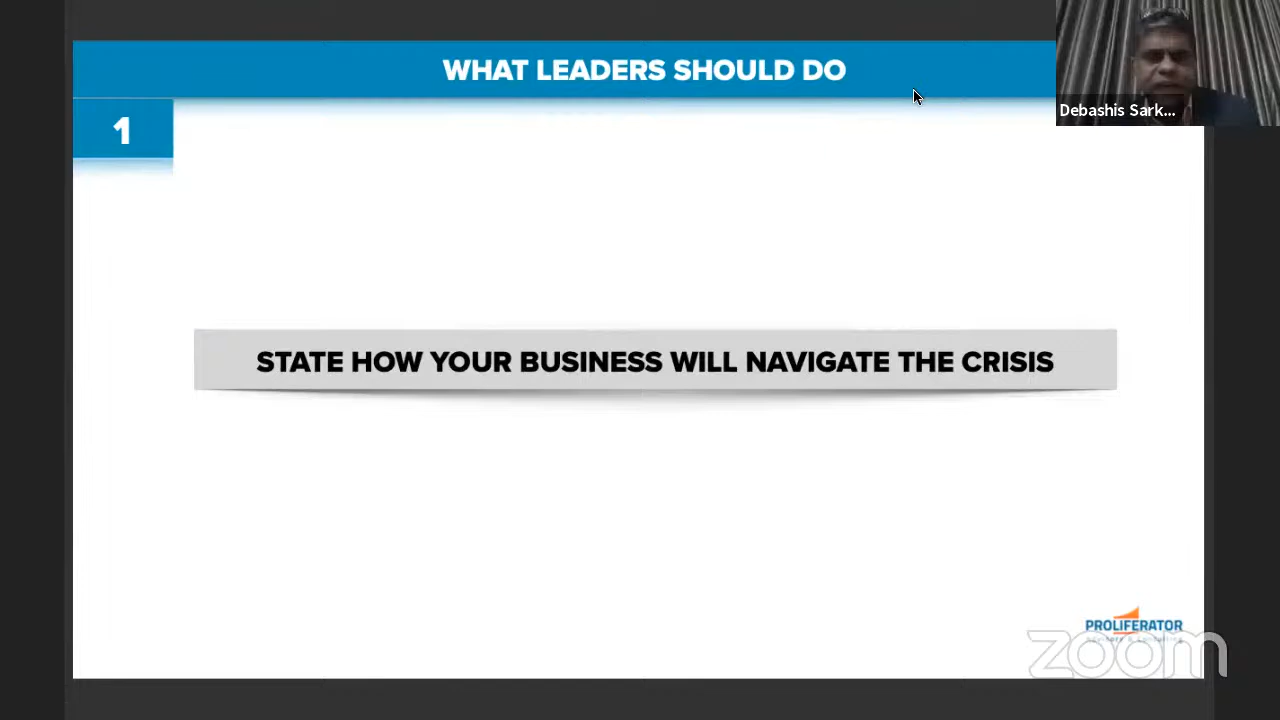 WHAT LEADERS SHOULD DO
Debashis Sark...
1
STATE HOW YOUR BUSINESS WILL NAVIGATE THE CRISIS
PROLIFERATOR
zoom